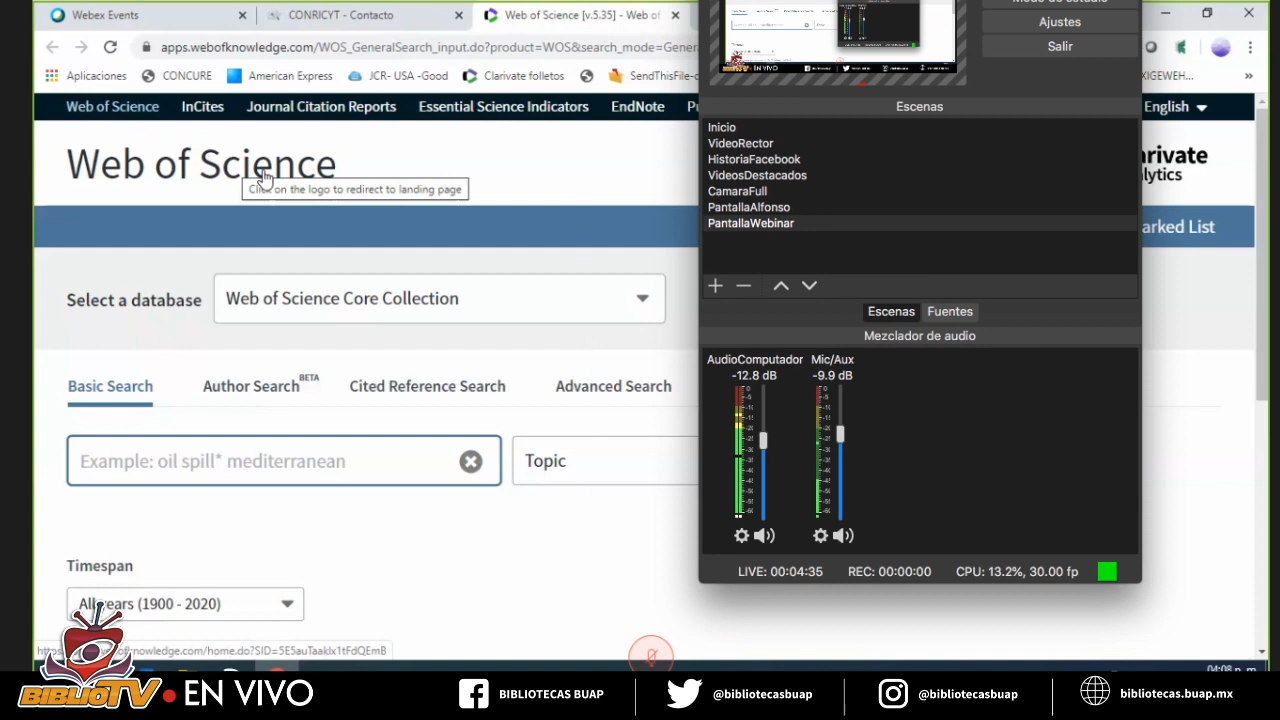 Webex Events
CONRICYT - Contacto
Web of Science [v.5.35] - Web of
apps.webofknowledge.com/WOS_GeneralSearch_input.do?product=WOS&search_mode=Gener
Aplicaciones
American Express
JCR- USA -Good
Clarivate folletos
SendThisFile-
XIGEWEH...
»
Web of Science
InCites
Journal Citation Reports
Essential Science Indicators
EndNote
English
Web of Science
Click on the logo to redirect to landing page
arked List
Select a database
Web of Science Core Collection
Basic Search
Author Search BETA
Cited Reference Search
Advanced Search
Example: oil spill* mediterranean
Topic
Timespan
All years (1900 - 2020)
Ajustes
Salir
Escenas
Inicio
VideoRector
HistoriaFacebook
VideosDestacados
CamaraFull
PantallaAlfonso
PantallaWebinar
Escenas
Fuentes
Mezclador de audio
AudioComputador
Mic/Aux
-12.8 dB
-9.9 dB
LIVE: 00:04:35
REC: 00:00:00
CPU: 13.2%, 30.00 fp
BIBLIOTV • EN VIVO
BIBLIOTECAS BUAP
@bibliotecasbuap
@bibliotecasbuap
bibliotecas.buap.mx